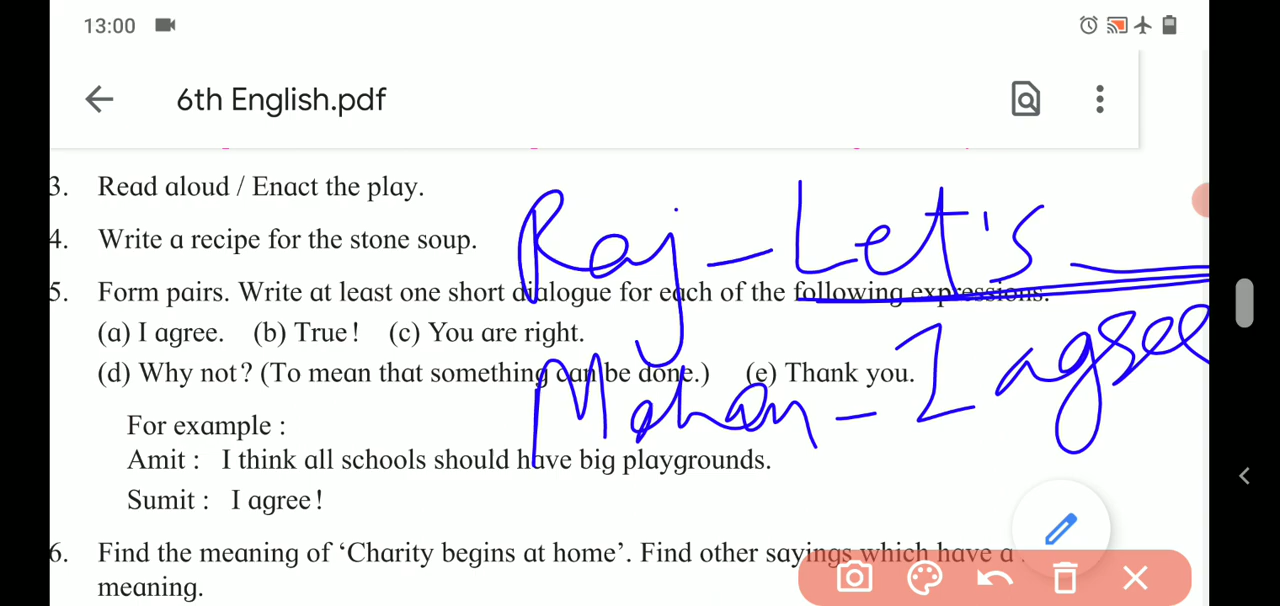 13:00
6th English.pdf
3. Read aloud / Enact the play.
4. Write a recipe for the stone soup.
Raj - Let's
5. Form pairs. Write at least one short dialogue for each of the following expressions.
(a) I agree. (b) True! (c) You are right.
Mohan - I agree
(d) Why not? (To mean that something can be done.) (e) Thank you.
For example :
Amit : I think all schools should have big playgrounds.
Sumit : I agree!
6. Find the meaning of ‘Charity begins at home’. Find other sayings which have a
meaning.